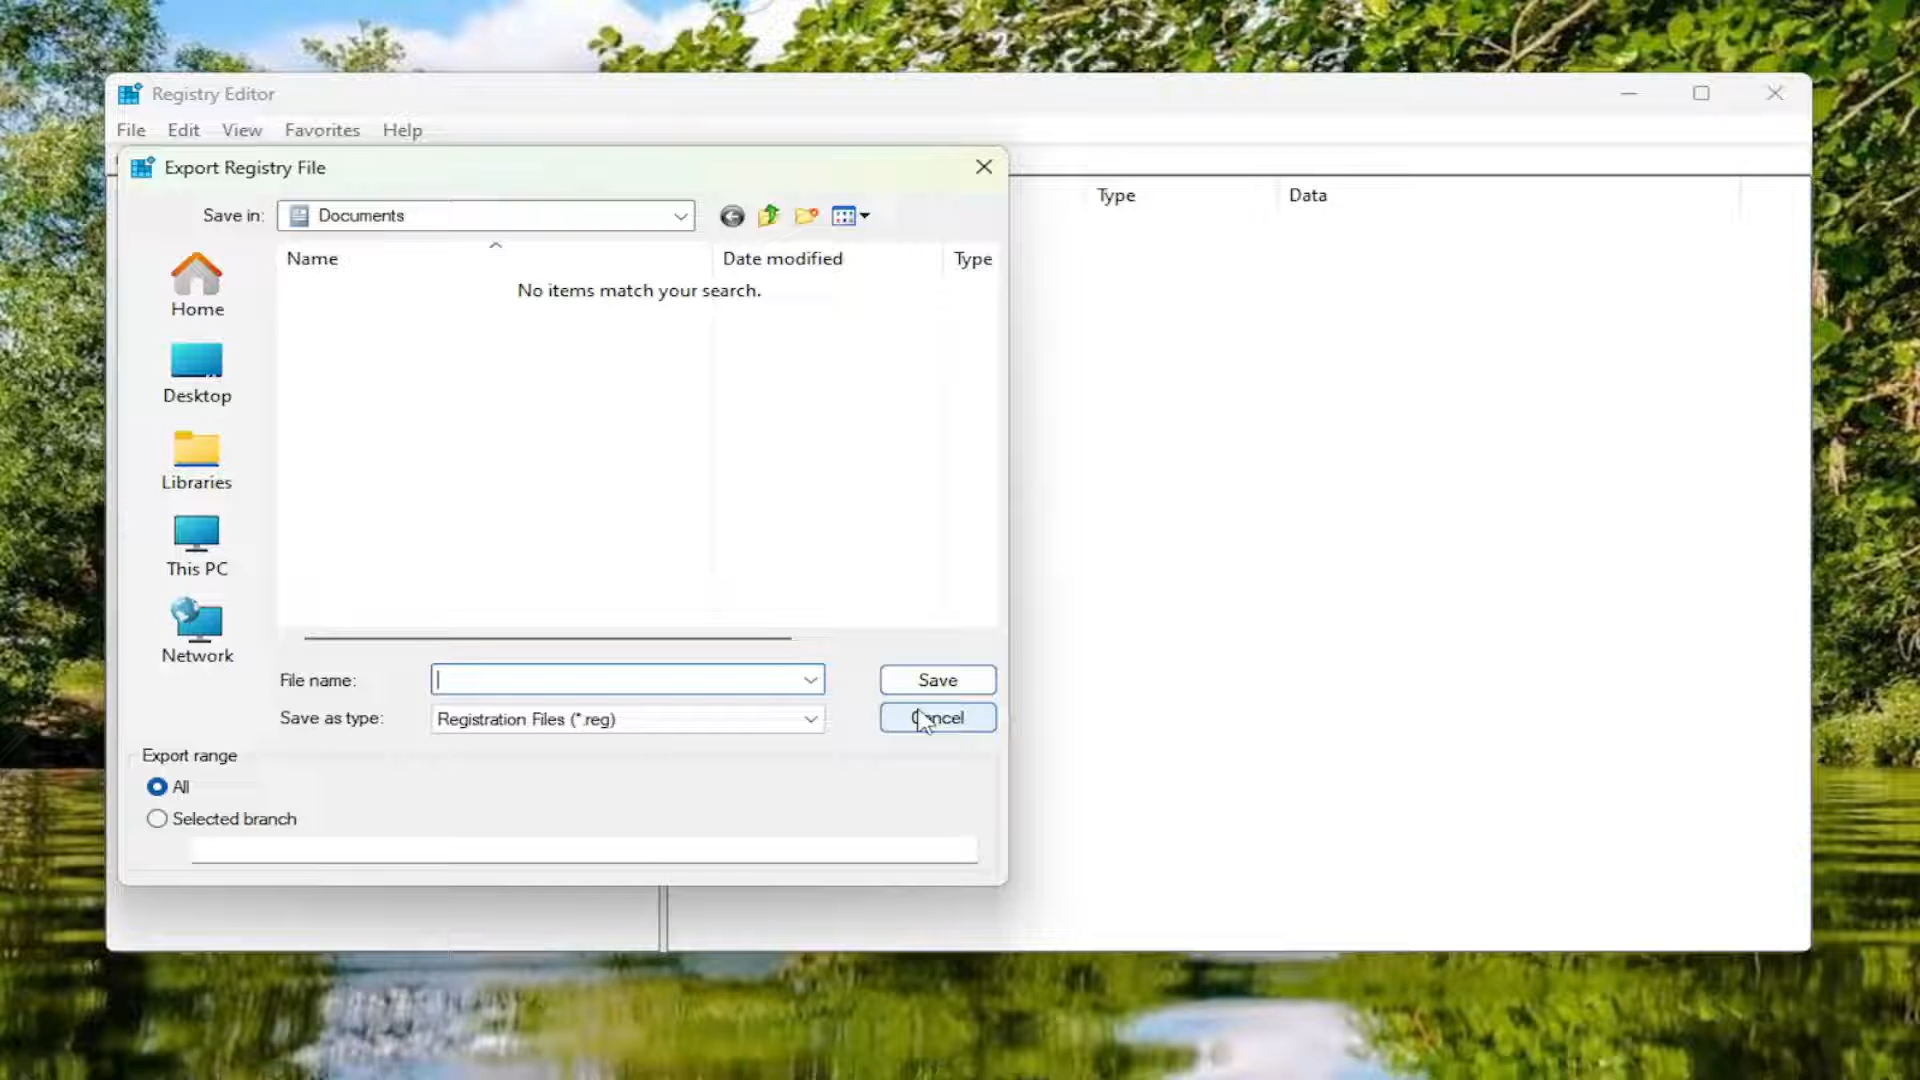 Registry Editor
File Edit View Favorites Help
Export Registry File
Save in: Documents
Type Data
Name Date modified Type
No items match your search.
Home
Desktop
Libraries
This PC
Network
File name: Save
Save as type: Registration Files (*.reg) Cancel
Export range
All
Selected branch